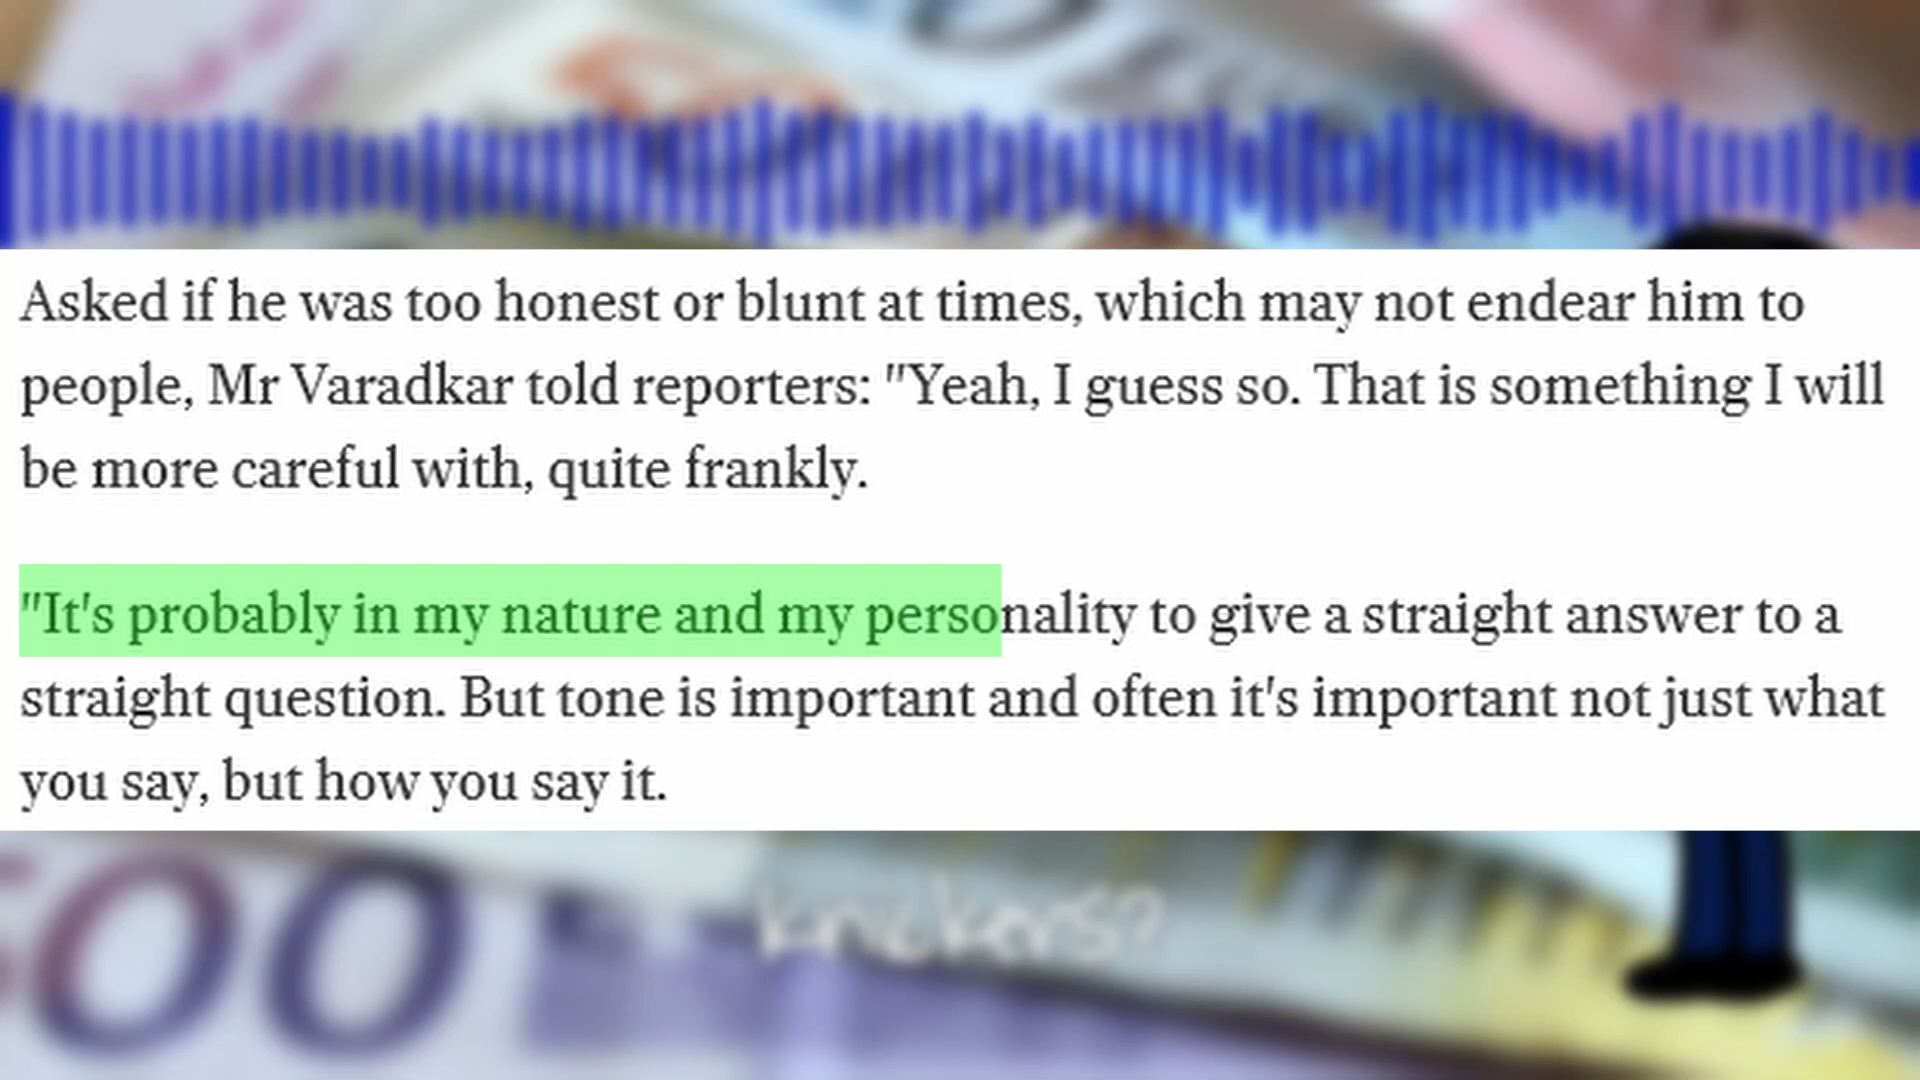 Asked if he was too honest or blunt at times, which may not endear him to
people, Mr Varadkar told reporters: "Yeah, I guess so. That is something I will
be more careful with, quite frankly.
"It's probably in my nature and my personality to give a straight answer to a
straight question. But tone is important and often it's important not just what
you say, but how you say it.
500
knickers?